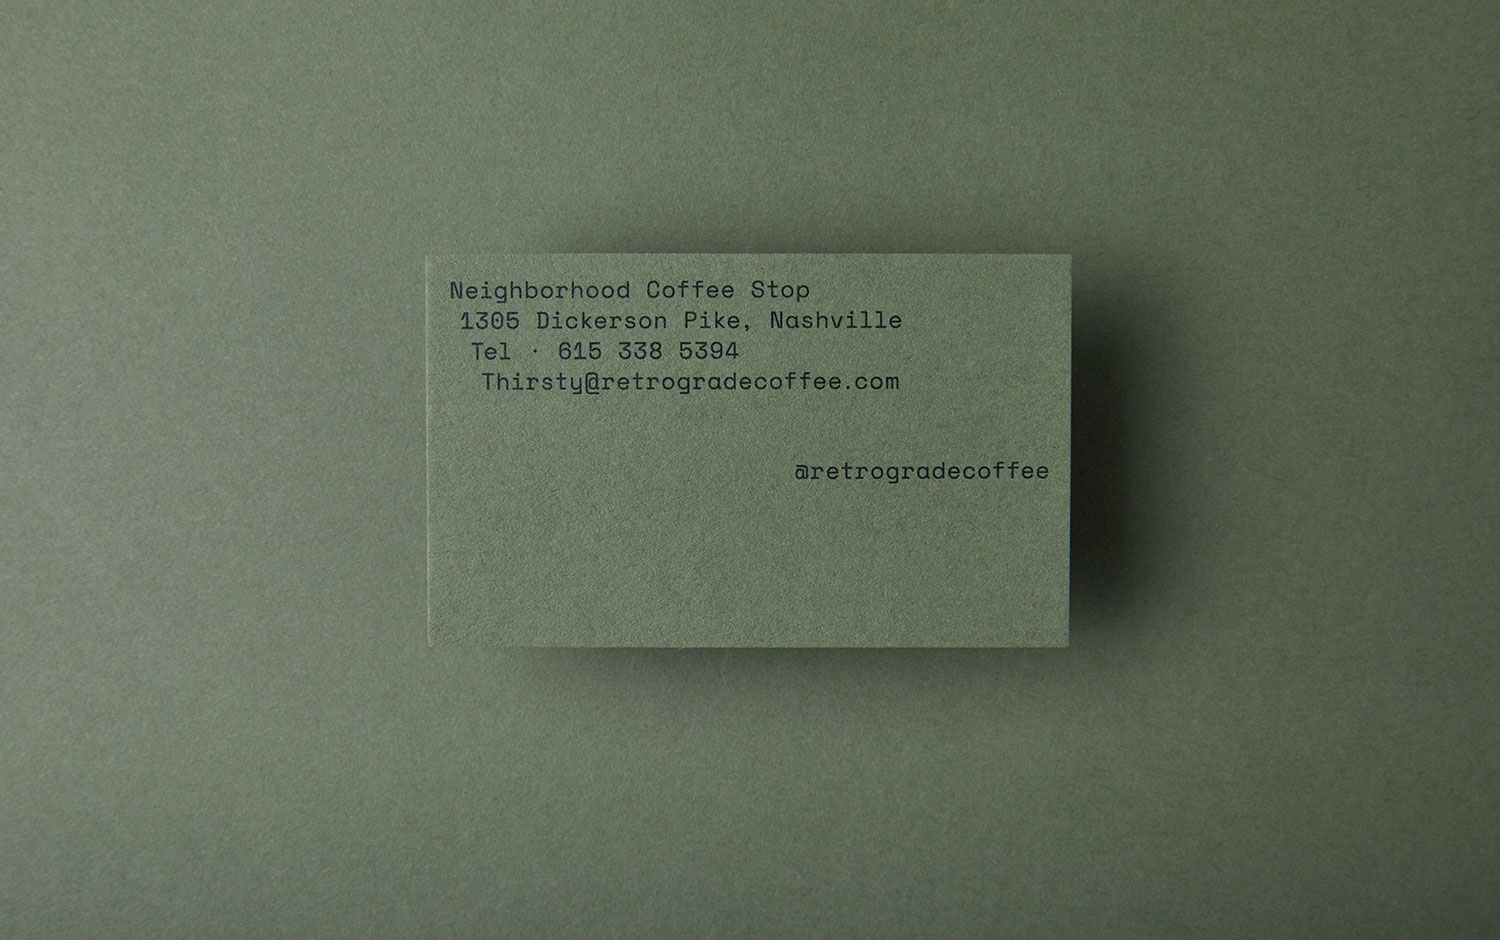 Neighborhood Coffee Stop
1305 Dickerson Pike, Nashville
Tel · 615 338 5394
Thirsty@retrogradecoffee.com
@retrogradecoffee